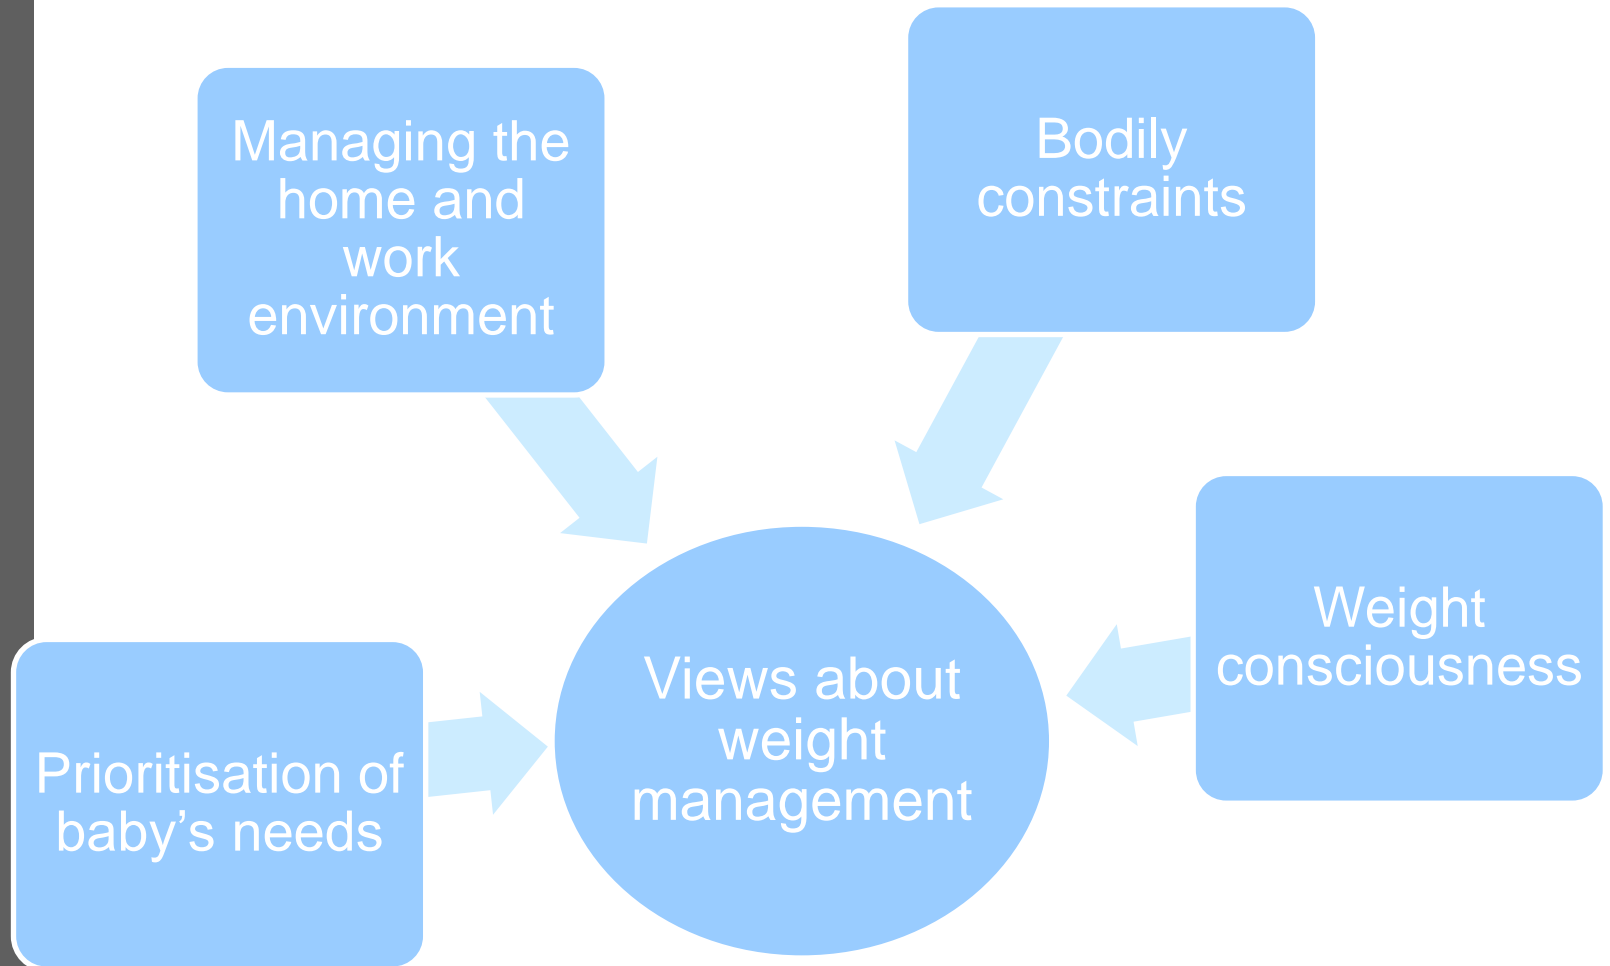 Managing the
home and
work
environment
Bodily
constraints
Weight
consciousness
Prioritisation of
baby’s needs
Views about
weight
management